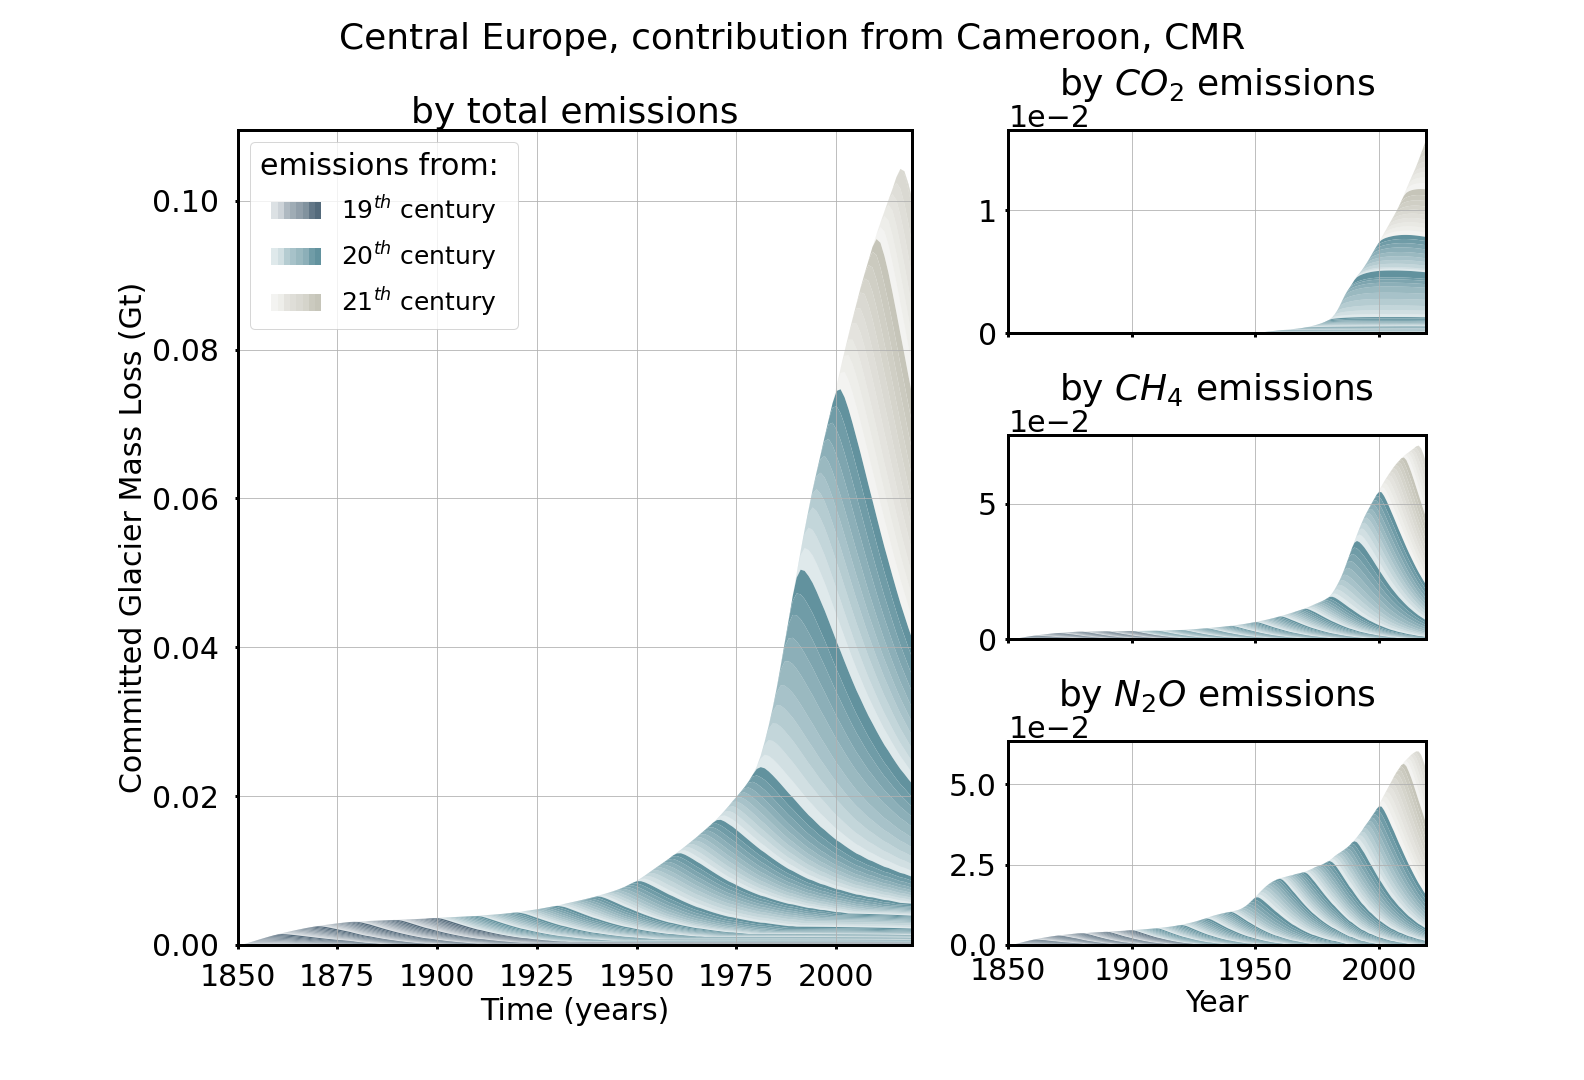 Central Europe, contribution from Cameroon, CMR
by total emissions
emissions from:
19th century
20th century
21th century
Committed Glacier Mass Loss (Gt)
0.10
0.08
0.06
0.04
0.02
0.00
1850 1875 1900 1925 1950 1975 2000
Time (years)
by CO2 emissions
1e−2
1
0
by CH4 emissions
1e−2
5
0
by N2O emissions
1e−2
5.0
2.5
0.0
1850 1900 1950 2000
Year